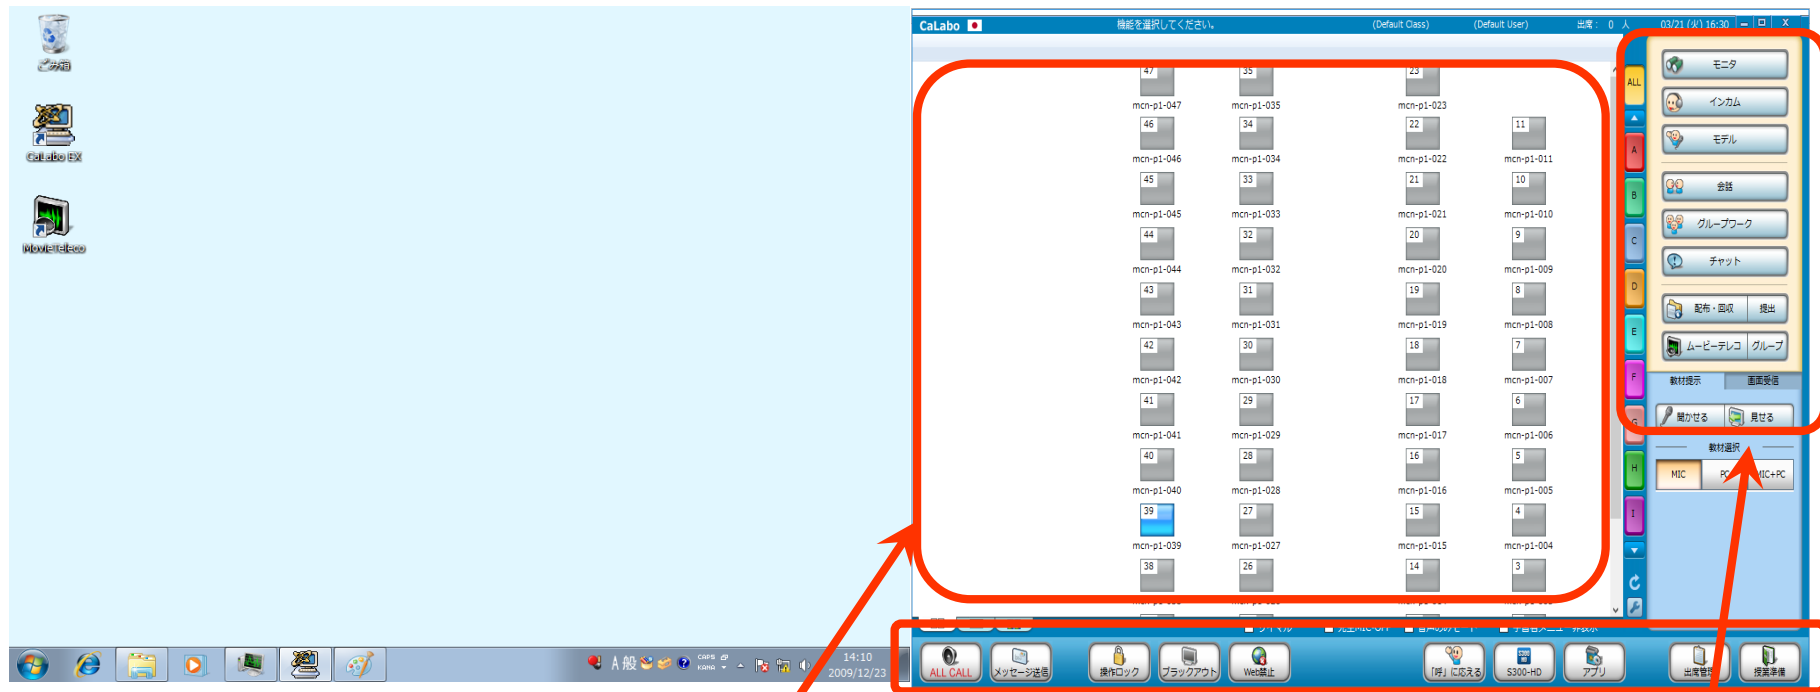 ごみ箱
CaLabo EX
MovieTeleco
A 般
CAPS
KANA
14:10
2009/12/23
CaLabo
機能を選択してください。
(Default Class)
(Default User)
出席： 0 人
03/21 (火) 16:30
X
47
35
23
mcn-p1-047
mcn-p1-035
mcn-p1-023
46
34
22
11
mcn-p1-046
mcn-p1-034
mcn-p1-022
mcn-p1-011
45
33
21
10
mcn-p1-045
mcn-p1-033
mcn-p1-021
mcn-p1-010
44
32
20
9
mcn-p1-044
mcn-p1-032
mcn-p1-020
mcn-p1-009
43
31
19
8
mcn-p1-043
mcn-p1-031
mcn-p1-019
mcn-p1-008
42
30
18
7
mcn-p1-042
mcn-p1-030
mcn-p1-018
mcn-p1-007
41
29
17
6
mcn-p1-041
mcn-p1-029
mcn-p1-017
mcn-p1-006
40
28
16
5
mcn-p1-040
mcn-p1-028
mcn-p1-016
mcn-p1-005
39
27
15
4
mcn-p1-039
mcn-p1-027
mcn-p1-015
mcn-p1-004
38
26
14
3
ALL
A
B
C
D
E
F
G
H
I
モニタ
インカム
モデル
会話
グループワーク
チャット
配布・回収
提出
ムービーテレコ
グループ
教材提示
画面受信
聞かせる
見せる
教材選択
MIC
PC
MIC+PC
ALL CALL
メッセージ送信
操作ロック
ブラックアウト
Web禁止
「呼」に応える
S300-HD
アプリ
出席管理
授業準備